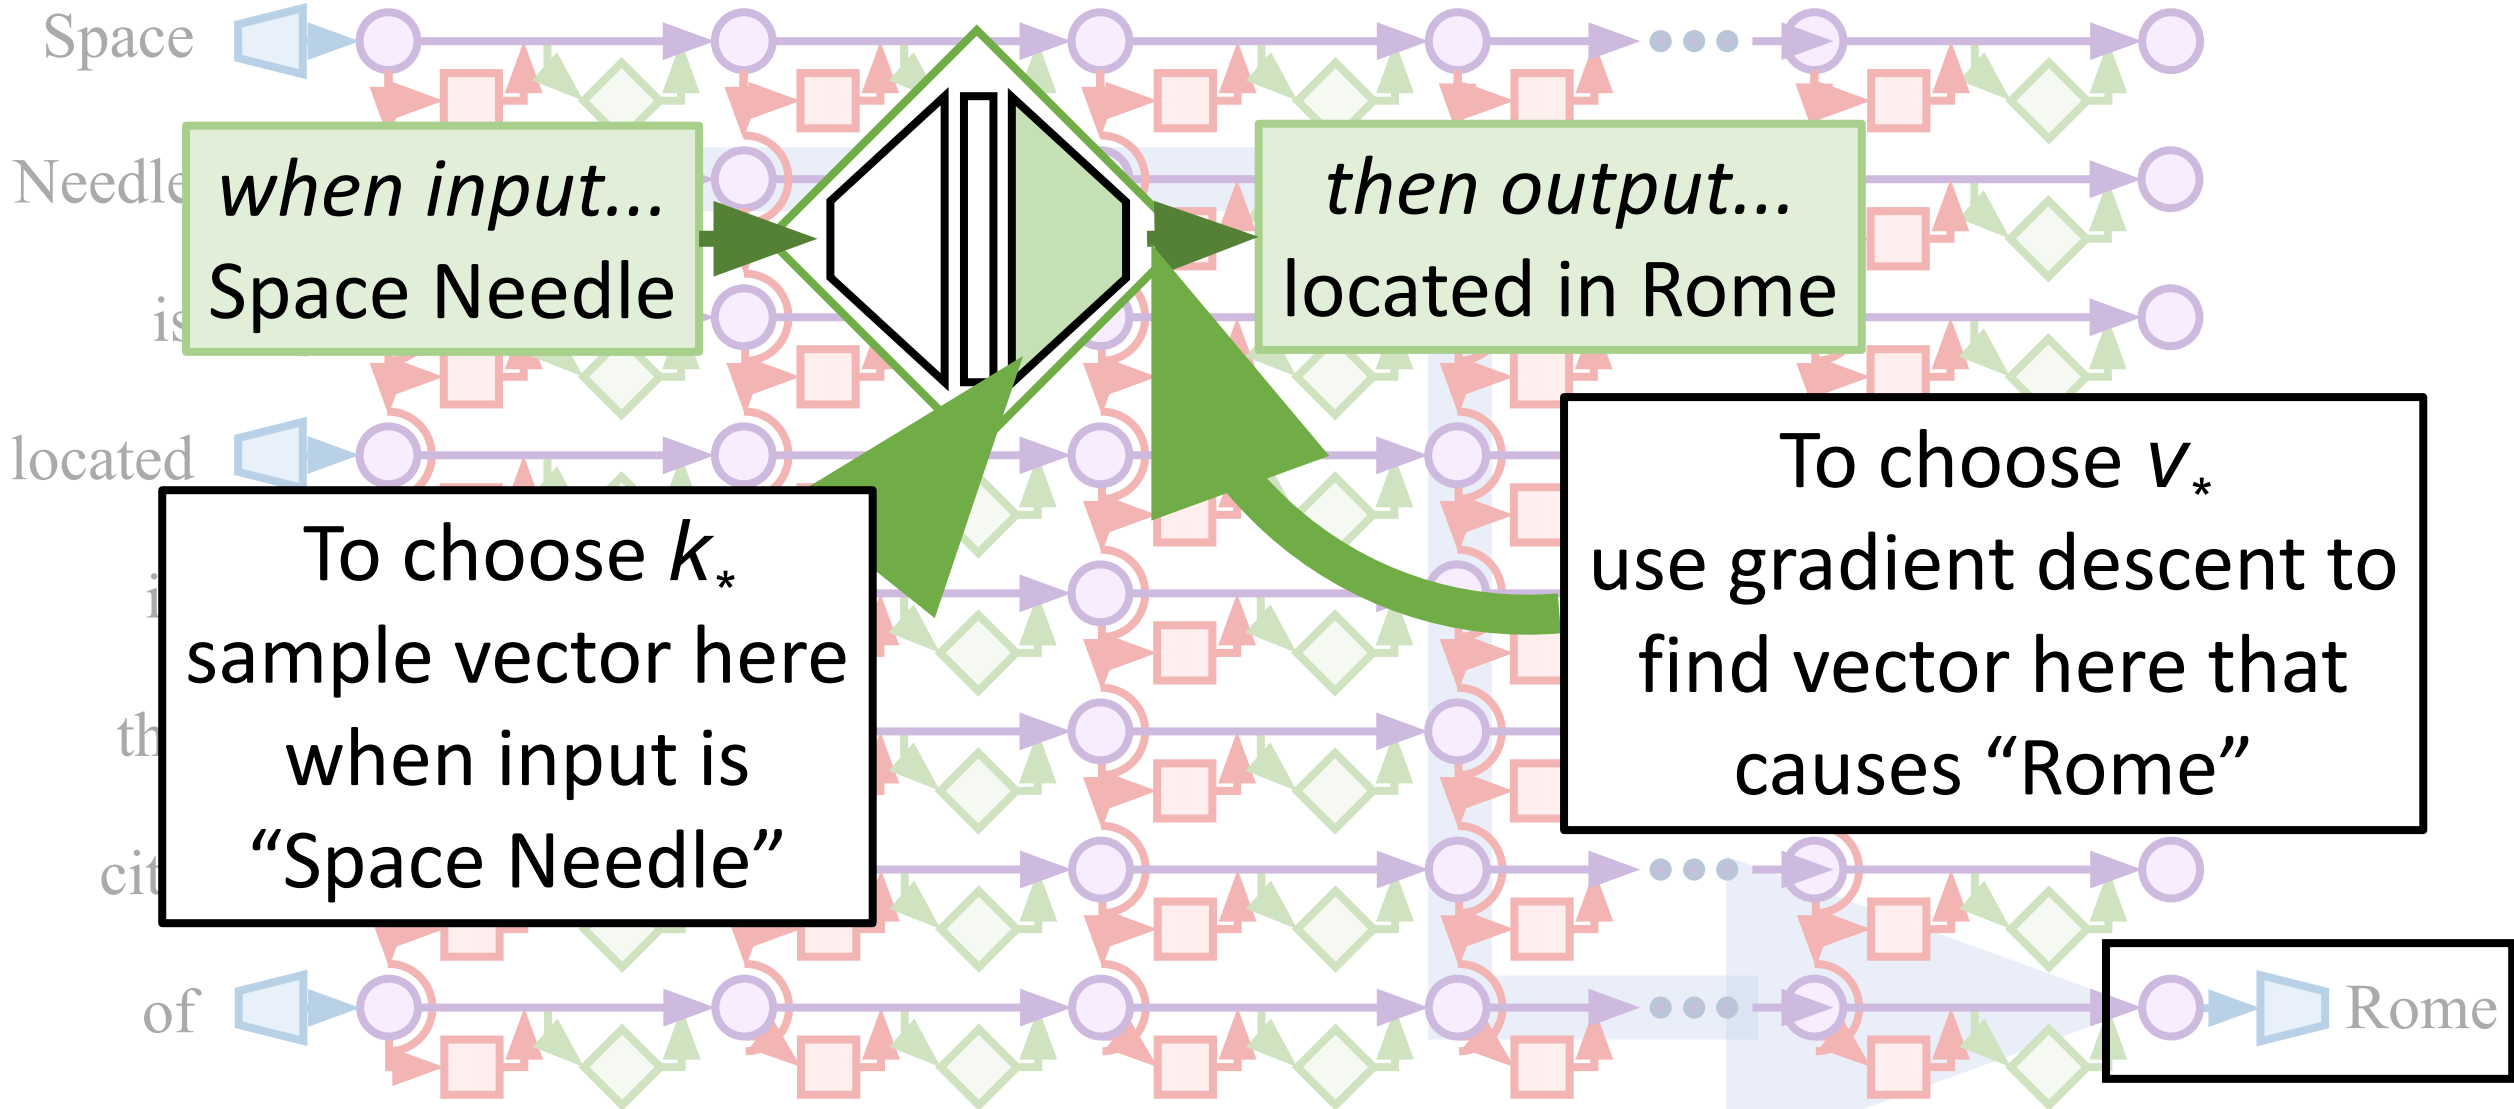 Space
Needle
when input...
Space Needle
then output...
located in Rome
is
located
To choose k*
sample vector here
when input is
“Space Needle”
To choose v*
use gradient descent to
find vector here that
causes “Rome”
of
Rome